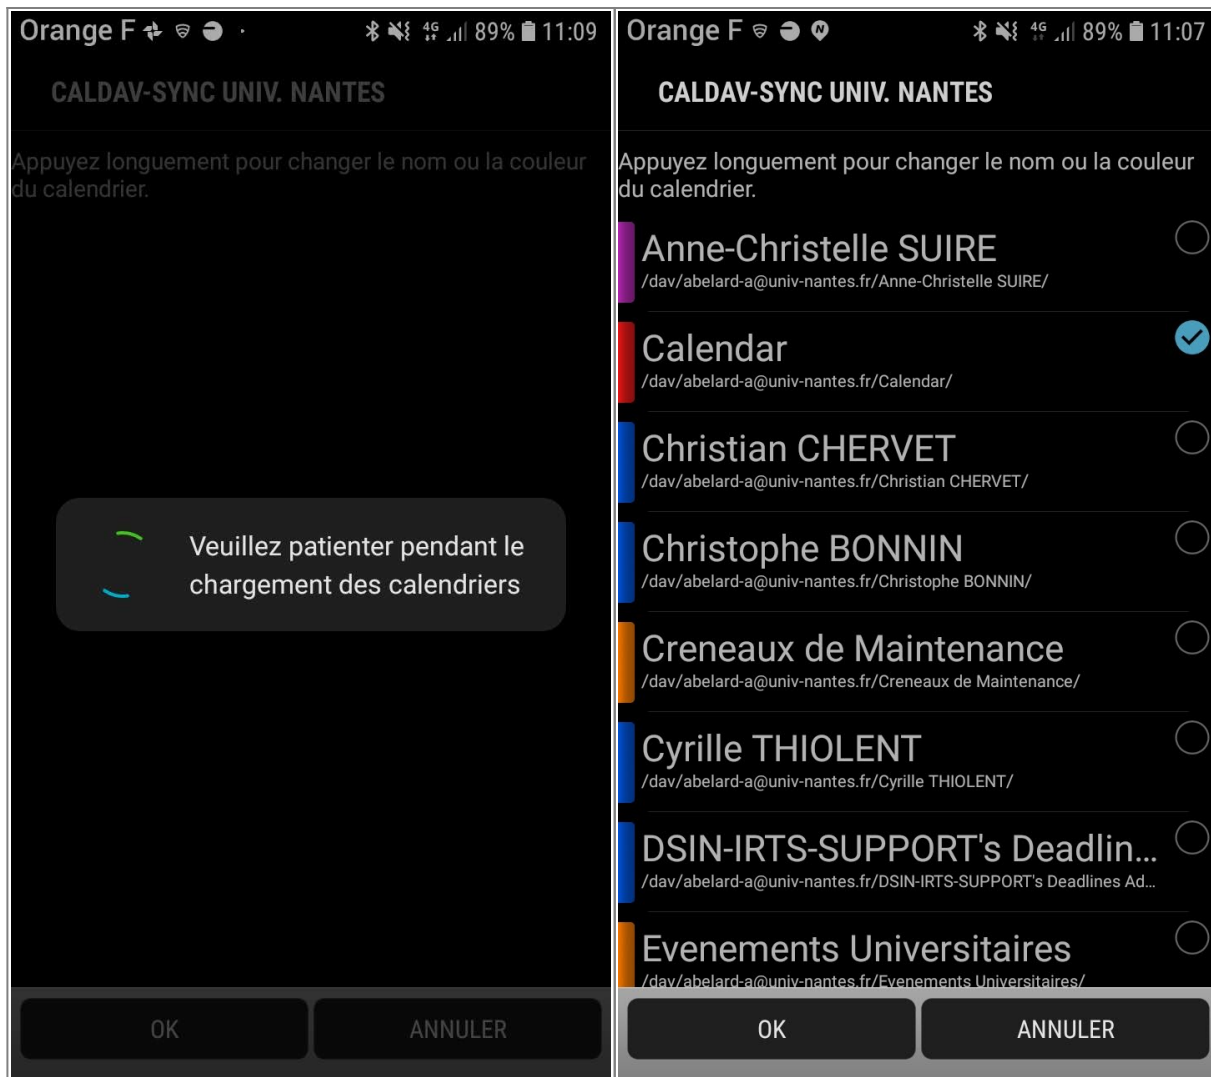 Orange F 4G 89% 11:09
CALDAV-SYNC UNIV. NANTES
Appuyez longuement pour changer le nom ou la couleur
du calendrier.
Veuillez patienter pendant le
chargement des calendriers
OK ANNULER
Orange F N 4G 89% 11:07
CALDAV-SYNC UNIV. NANTES
Appuyez longuement pour changer le nom ou la couleur
du calendrier.
Anne-Christelle SUIRE
/dav/abelard-a@univ-nantes.fr/Anne-Christelle SUIRE/
Calendar
/dav/abelard-a@univ-nantes.fr/Calendar/
Christian CHERVET
/dav/abelard-a@univ-nantes.fr/Christian CHERVET/
Christophe BONNIN
/dav/abelard-a@univ-nantes.fr/Christophe BONNIN/
Creneaux de Maintenance
/dav/abelard-a@univ-nantes.fr/Creneaux de Maintenance/
Cyrille THIOLENT
/dav/abelard-a@univ-nantes.fr/Cyrille THIOLENT/
DSIN-IRTS-SUPPORT's Deadlin...
/dav/abelard-a@univ-nantes.fr/DSIN-IRTS-SUPPORT's Deadlines Ad...
Evenements Universitaires
/dav/abelard-a@univ-nantes.fr/Evenements Universitaires/
OK ANNULER